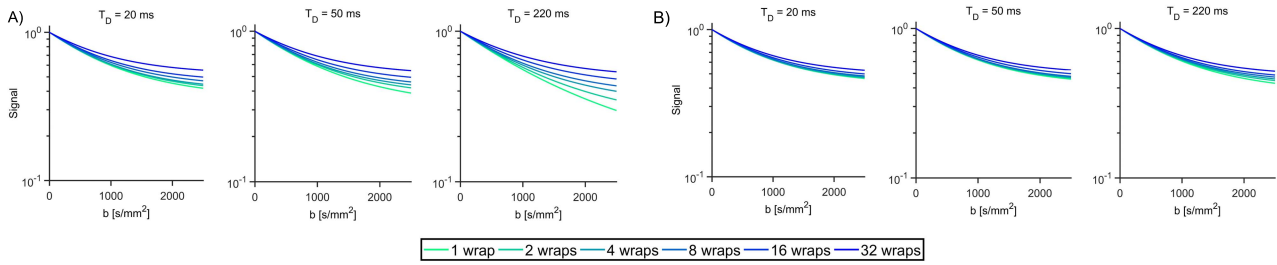 A)
T_D = 20 ms
T_D = 50 ms
T_D = 220 ms
10^0
10^-1
Signal
0 1000 2000
b [s/mm^2]
10^0
10^-1
0 1000 2000
b [s/mm^2]
10^0
10^-1
0 1000 2000
b [s/mm^2]
B)
T_D = 20 ms
T_D = 50 ms
T_D = 220 ms
10^0
10^-1
Signal
0 1000 2000
b [s/mm^2]
10^0
10^-1
0 1000 2000
b [s/mm^2]
10^0
10^-1
0 1000 2000
b [s/mm^2]
1 wrap 2 wraps 4 wraps 8 wraps 16 wraps 32 wraps